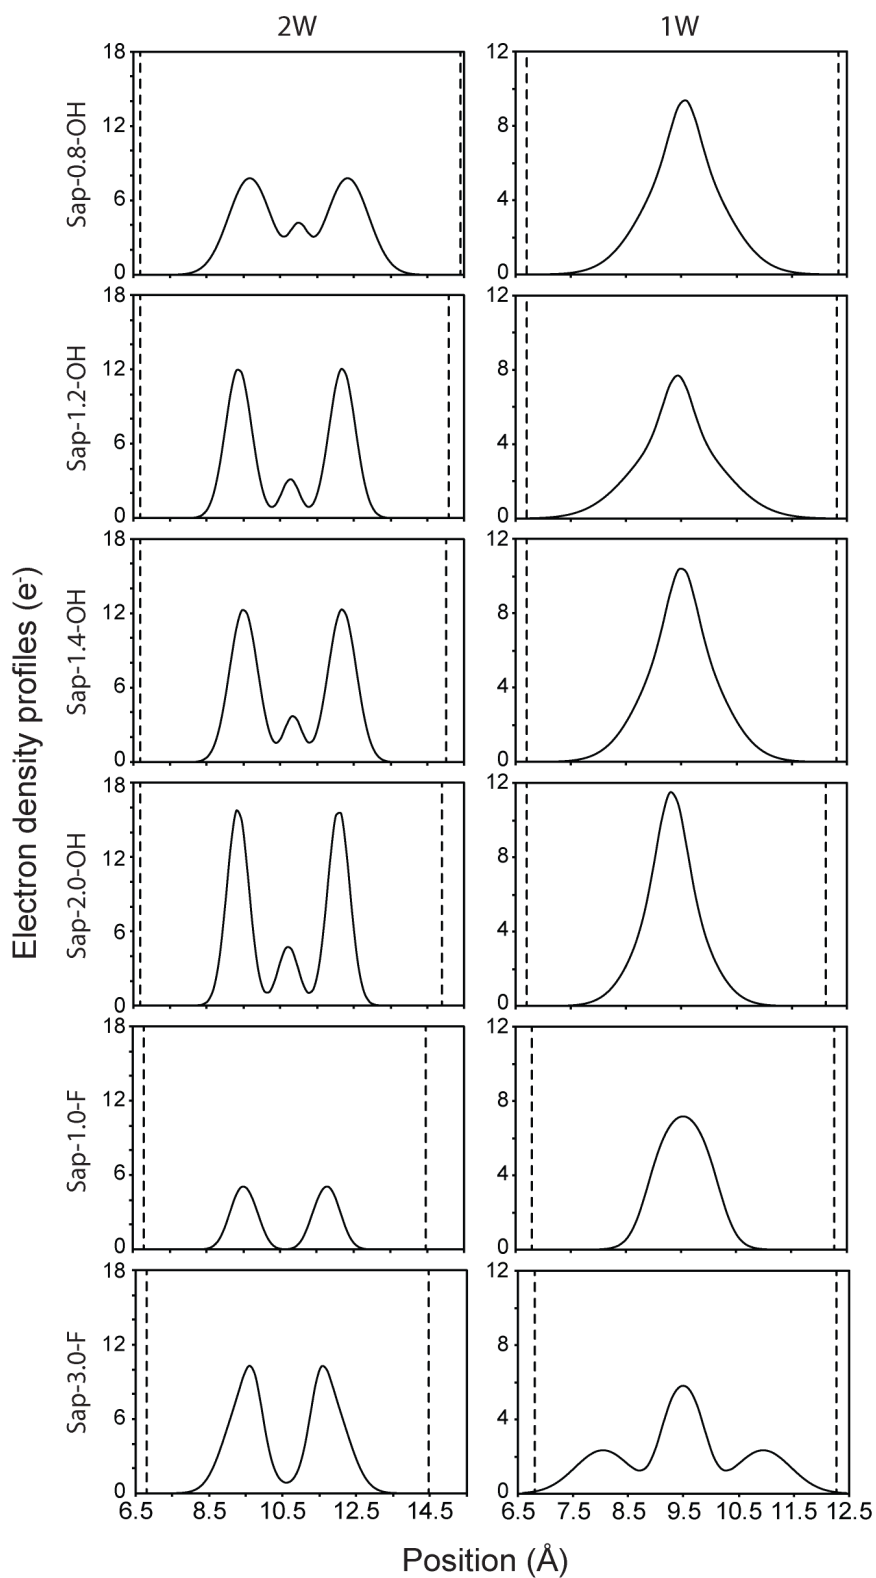 2W 1W
Electron density profiles (e-)
Sap-0.8-OH
18 12 6 0
12 8 4 0
Sap-1.2-OH
18 12 6 0
12 8 4 0
Sap-1.4-OH
18 12 6 0
12 8 4 0
Sap-2.0-OH
18 12 6 0
12 8 4 0
Sap-1.0-F
18 12 6 0
12 8 4 0
Sap-3.0-F
18 12 6 0
12 8 4 0
6.5 8.5 10.5 12.5 14.5 6.5 7.5 8.5 9.5 10.5 11.5 12.5
Position (Å)